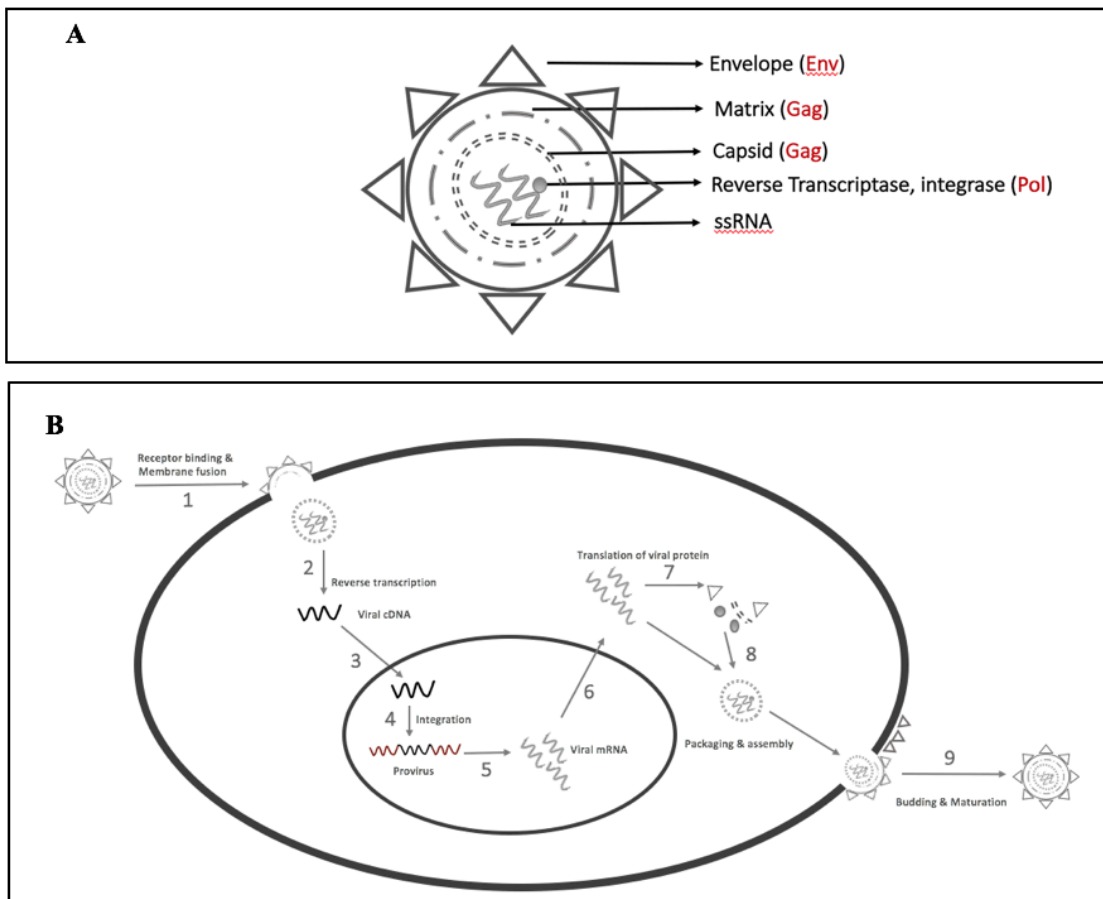 A
Envelope (Env)
Matrix (Gag)
Capsid (Gag)
Reverse Transcriptase, integrase (Pol)
ssRNA
B
Receptor binding &
Membrane fusion
1
2
Reverse transcription
Viral cDNA
3
4
Integration
Provirus
5
Viral mRNA
6
Translation of viral protein
7
8
Packaging & assembly
9
Budding & Maturation